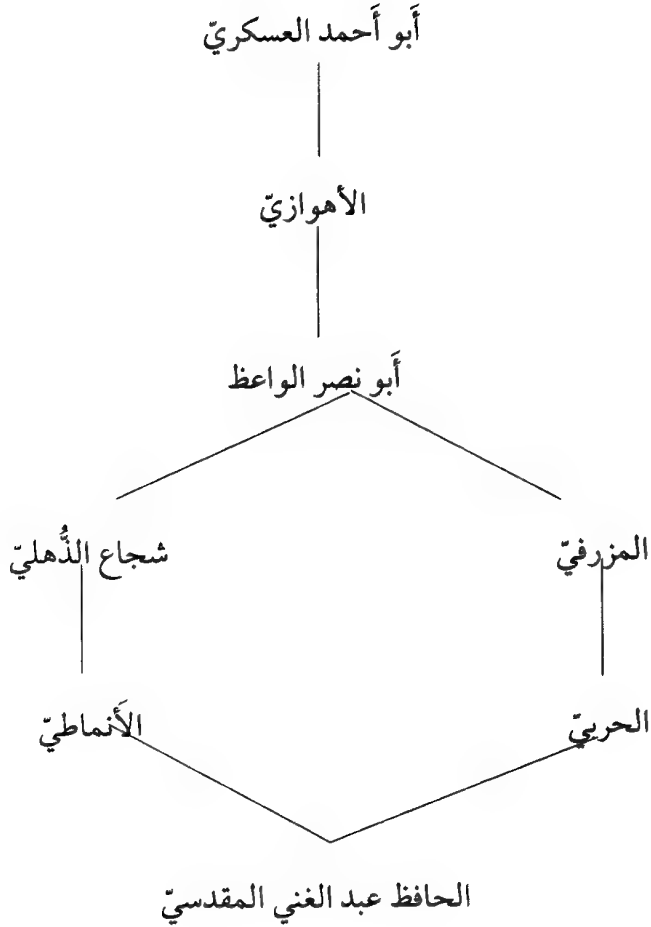 أَبو أَحمد العسكريّ
الأهوازيّ
أَبو نصر الواعظ
المزرفيّ شجاع الذُّهليّ
الحربيّ الأَنماطيّ
الحافظ عبد الغني المقدسيّ